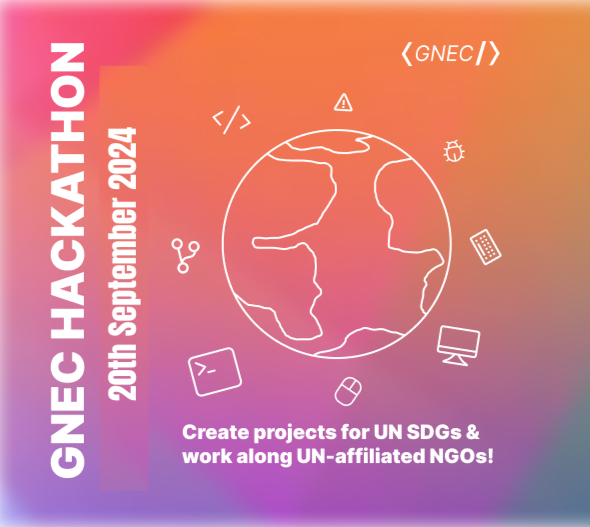 GNEC HACKATHON
20th September 2024
<GNEC/>
Create projects for UN SDGs &
work along UN-affiliated NGOs!